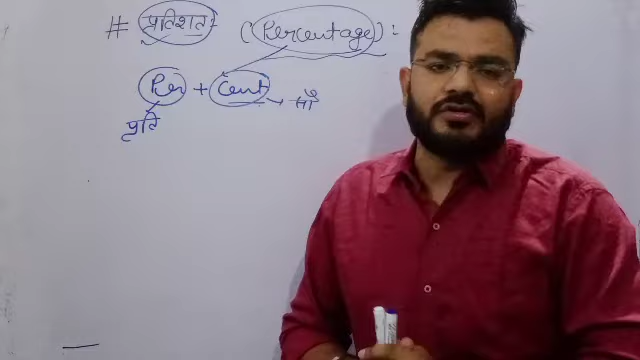 # प्रतिशत: (Percentage):
Per + Cent → सौ
प्रति